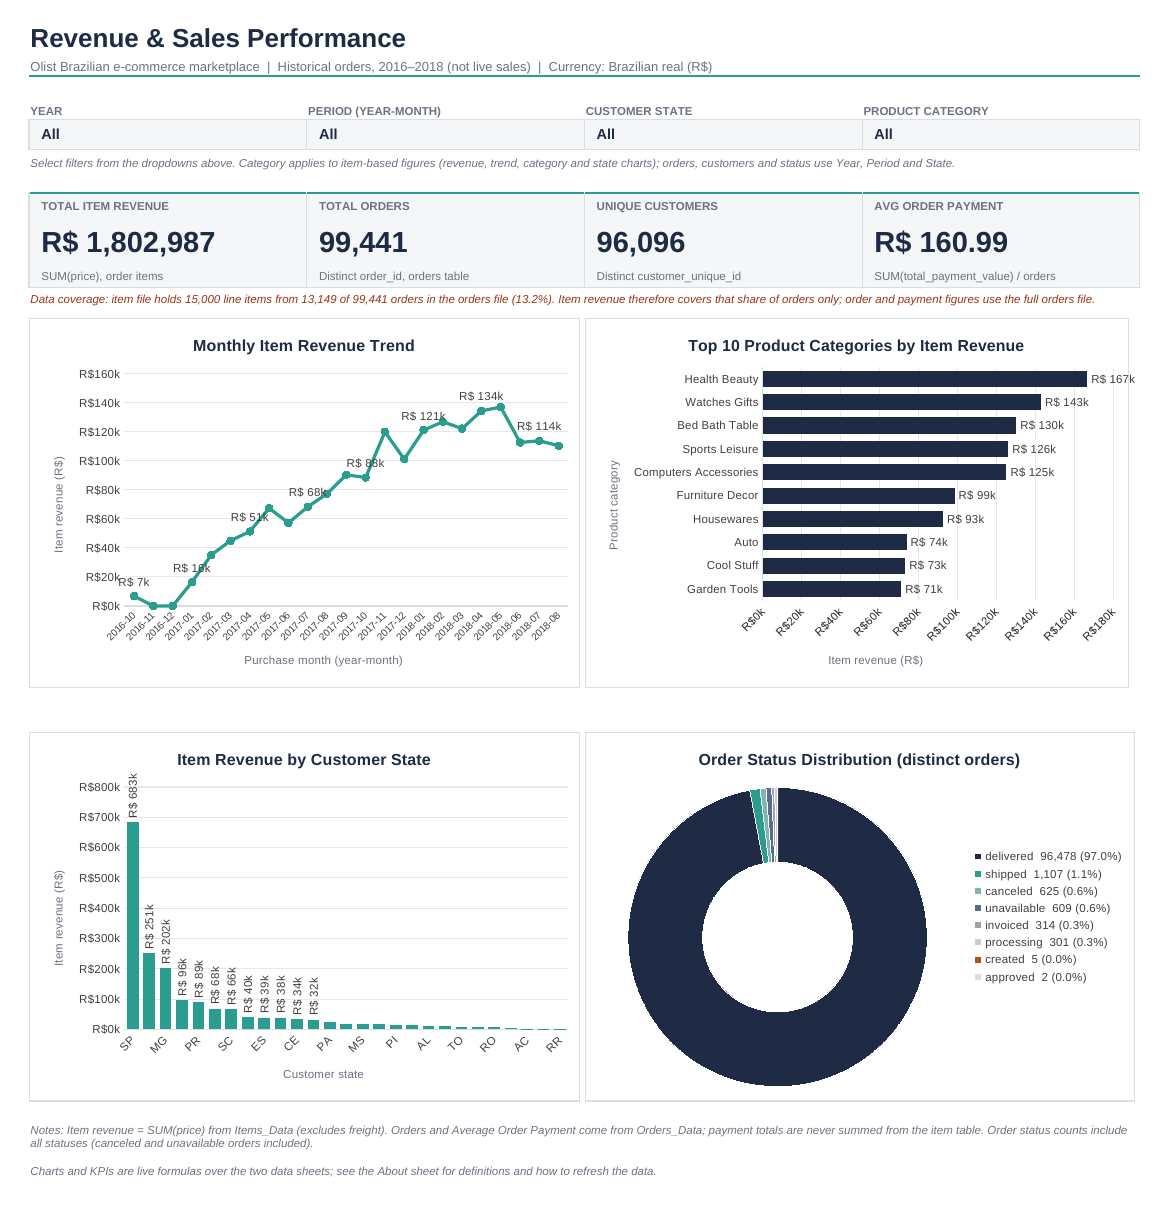 Revenue & Sales Performance
Olist Brazilian e-commerce marketplace | Historical orders, 2016–2018 (not live sales) | Currency: Brazilian real (R$)
YEAR PERIOD (YEAR-MONTH) CUSTOMER STATE PRODUCT CATEGORY
All All All All
Select filters from the dropdowns above. Category applies to item-based figures (revenue, trend, category and state charts); orders, customers and status use Year, Period and State.
TOTAL ITEM REVENUE TOTAL ORDERS UNIQUE CUSTOMERS AVG ORDER PAYMENT
R$ 1,802,987 99,441 96,096 R$ 160.99
SUM(price), order items Distinct order_id, orders table Distinct customer_unique_id SUM(total_payment_value) / orders
Data coverage: item file holds 15,000 line items from 13,149 of 99,441 orders in the orders file (13.2%). Item revenue therefore covers that share of orders only; order and payment figures use the full orders file.
Monthly Item Revenue Trend
Item revenue (R$)
R$160k
R$140k
R$120k
R$100k
R$80k
R$60k
R$40k
R$20k
R$0k
R$ 7k
R$ 16k
R$ 51k
R$ 68k
R$ 88k
R$ 121k
R$ 134k
R$ 114k
2016-10
2016-11
2016-12
2017-01
2017-02
2017-03
2017-04
2017-05
2017-06
2017-07
2017-08
2017-09
2017-10
2017-11
2017-12
2018-01
2018-02
2018-03
2018-04
2018-05
2018-06
2018-07
2018-08
Purchase month (year-month)
Top 10 Product Categories by Item Revenue
Product category
Health Beauty R$ 167k
Watches Gifts R$ 143k
Bed Bath Table R$ 130k
Sports Leisure R$ 126k
Computers Accessories R$ 125k
Furniture Decor R$ 99k
Housewares R$ 93k
Auto R$ 74k
Cool Stuff R$ 73k
Garden Tools R$ 71k
R$0k
R$20k
R$40k
R$60k
R$80k
R$100k
R$120k
R$140k
R$160k
R$180k
Item revenue (R$)
Item Revenue by Customer State
Item revenue (R$)
R$800k
R$700k
R$600k
R$500k
R$400k
R$300k
R$200k
R$100k
R$0k
R$ 683k
R$ 251k
R$ 202k
R$ 96k
R$ 89k
R$ 68k
R$ 66k
R$ 40k
R$ 39k
R$ 38k
R$ 34k
R$ 32k
SP
MG
PR
SC
ES
CE
PA
MS
PI
AL
TO
RO
AC
RR
Customer state
Order Status Distribution (distinct orders)
delivered 96,478 (97.0%)
shipped 1,107 (1.1%)
canceled 625 (0.6%)
unavailable 609 (0.6%)
invoiced 314 (0.3%)
processing 301 (0.3%)
created 5 (0.0%)
approved 2 (0.0%)
Notes: Item revenue = SUM(price) from Items_Data (excludes freight). Orders and Average Order Payment come from Orders_Data; payment totals are never summed from the item table. Order status counts include
all statuses (canceled and unavailable orders included).
Charts and KPIs are live formulas over the two data sheets; see the About sheet for definitions and how to refresh the data.